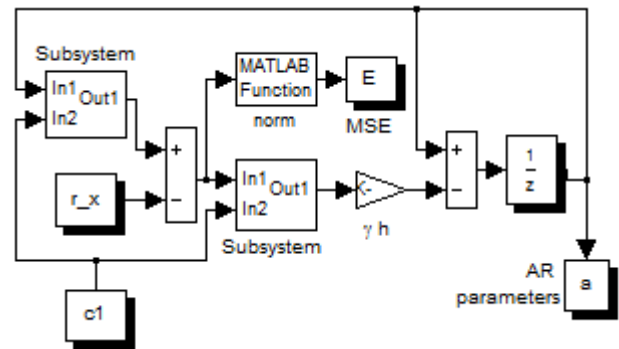 Subsystem
In1
Out1
In2
MATLAB
Function
norm
E
MSE
+
−
r_x
In1
Out1
In2
Subsystem
<-
γ h
+
−
1
z
AR
parameters
a
c1